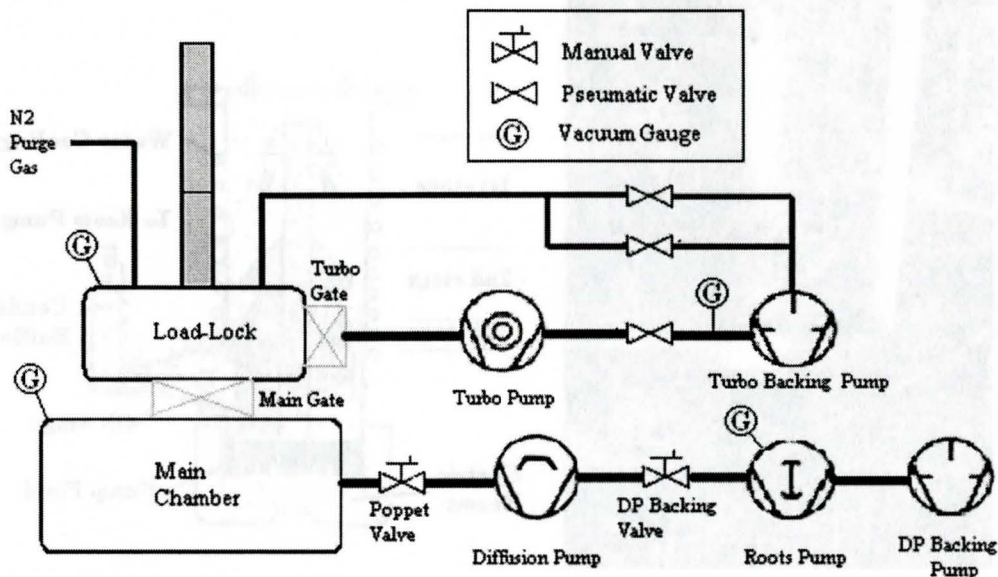 Manual Valve
Pseumatic Valve
G
Vacuum Gauge
N2
Purge
Gas
G
Turbo
Gate
Load-Lock
G
Turbo Pump
Turbo Backing Pump
G
Main Gate
G
Main
Chamber
Poppet
Valve
DP Backing
Valve
Diffusion Pump
Roots Pump
DP Backing
Pump